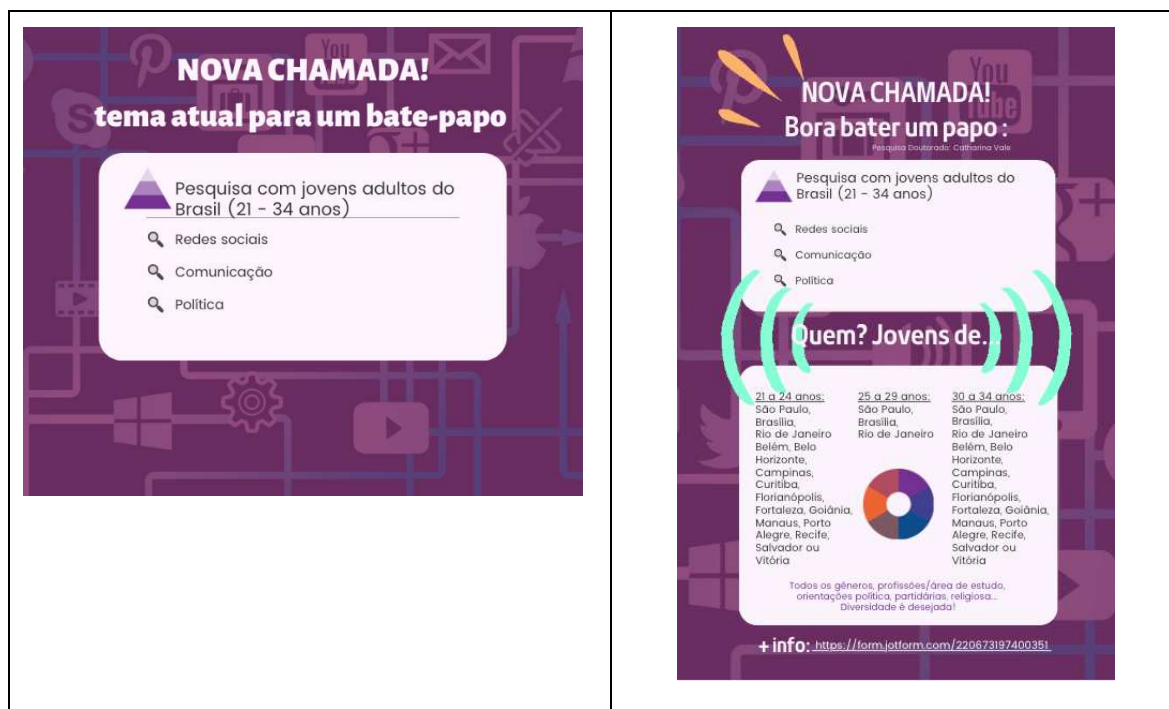 NOVA CHAMADA!
tema atual para um bate-papo
Pesquisa com jovens adultos do
Brasil (21 - 34 anos)
Redes sociais
Comunicação
Política
You
NOVA CHAMADA!
Bora bater um papo :
Pesquisa Doutorado: Catharina Vale
Pesquisa com jovens adultos do
Brasil (21 - 34 anos)
Redes sociais
Comunicação
Política
Quem? Jovens de...
21 a 24 anos:
São Paulo,
Brasília,
Rio de Janeiro
Belém, Belo
Horizonte,
Campinas,
Curitiba,
Florianópolis,
Fortaleza, Goiânia,
Manaus, Porto
Alegre, Recife,
Salvador ou
Vitória
25 a 29 anos:
São Paulo,
Brasília,
Rio de Janeiro
30 a 34 anos:
São Paulo,
Brasília,
Rio de Janeiro
Belém, Belo
Horizonte,
Campinas,
Curitiba,
Florianópolis,
Fortaleza, Goiânia,
Manaus, Porto
Alegre, Recife,
Salvador ou
Vitória
Todos os gêneros, profissões/área de estudo,
orientações política, partidárias, religiosa...
Diversidade é desejada!
+ info: https://form.jotform.com/220673197400351
You
Tube